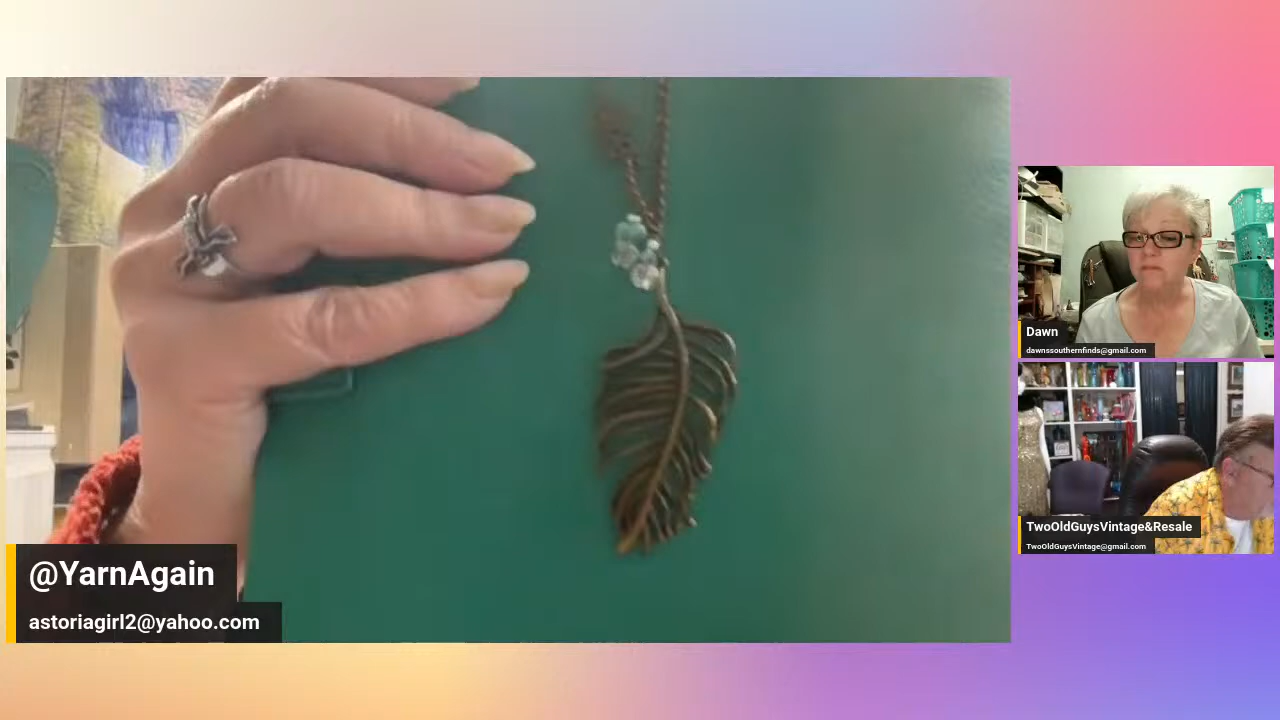 @YarnAgain
astoriagirl2@yahoo.com
Dawn
dawnssouthernfinds@gmail.com
TwoOldGuysVintage&Resale
TwoOldGuysVintage@gmail.com